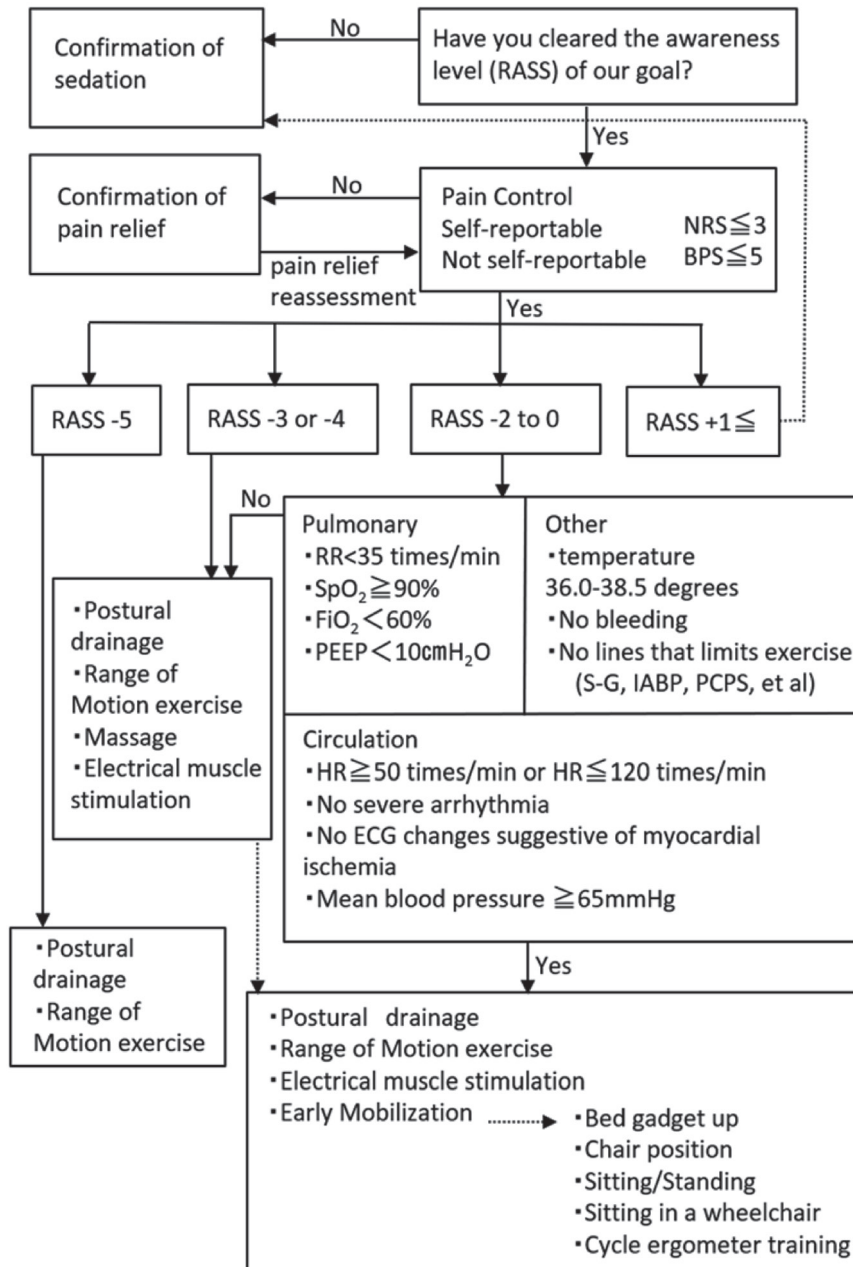 Confirmation of
sedation
No
Have you cleared the awareness
level (RASS) of our goal?
Yes
Confirmation of
pain relief
No
pain relief
reassessment
Pain Control
Self-reportable NRS≦3
Not self-reportable BPS≦5
Yes
RASS -5
RASS -3 or -4
RASS -2 to 0
RASS +1≦
No
Pulmonary
・RR<35 times/min
・SpO₂≧90%
・FiO₂<60%
・PEEP<10㎝H₂O
Other
・temperature
36.0-38.5 degrees
・No bleeding
・No lines that limits exercise
(S-G, IABP, PCPS, et al)
・Postural
drainage
・Range of
Motion exercise
・Massage
・Electrical muscle
stimulation
Circulation
・HR≧50 times/min or HR≦120 times/min
・No severe arrhythmia
・No ECG changes suggestive of myocardial
ischemia
・Mean blood pressure ≧65mmHg
Yes
・Postural
drainage
・Range of
Motion exercise
・Postural drainage
・Range of Motion exercise
・Electrical muscle stimulation
・Early Mobilization
・Bed gadget up
・Chair position
・Sitting/Standing
・Sitting in a wheelchair
・Cycle ergometer training